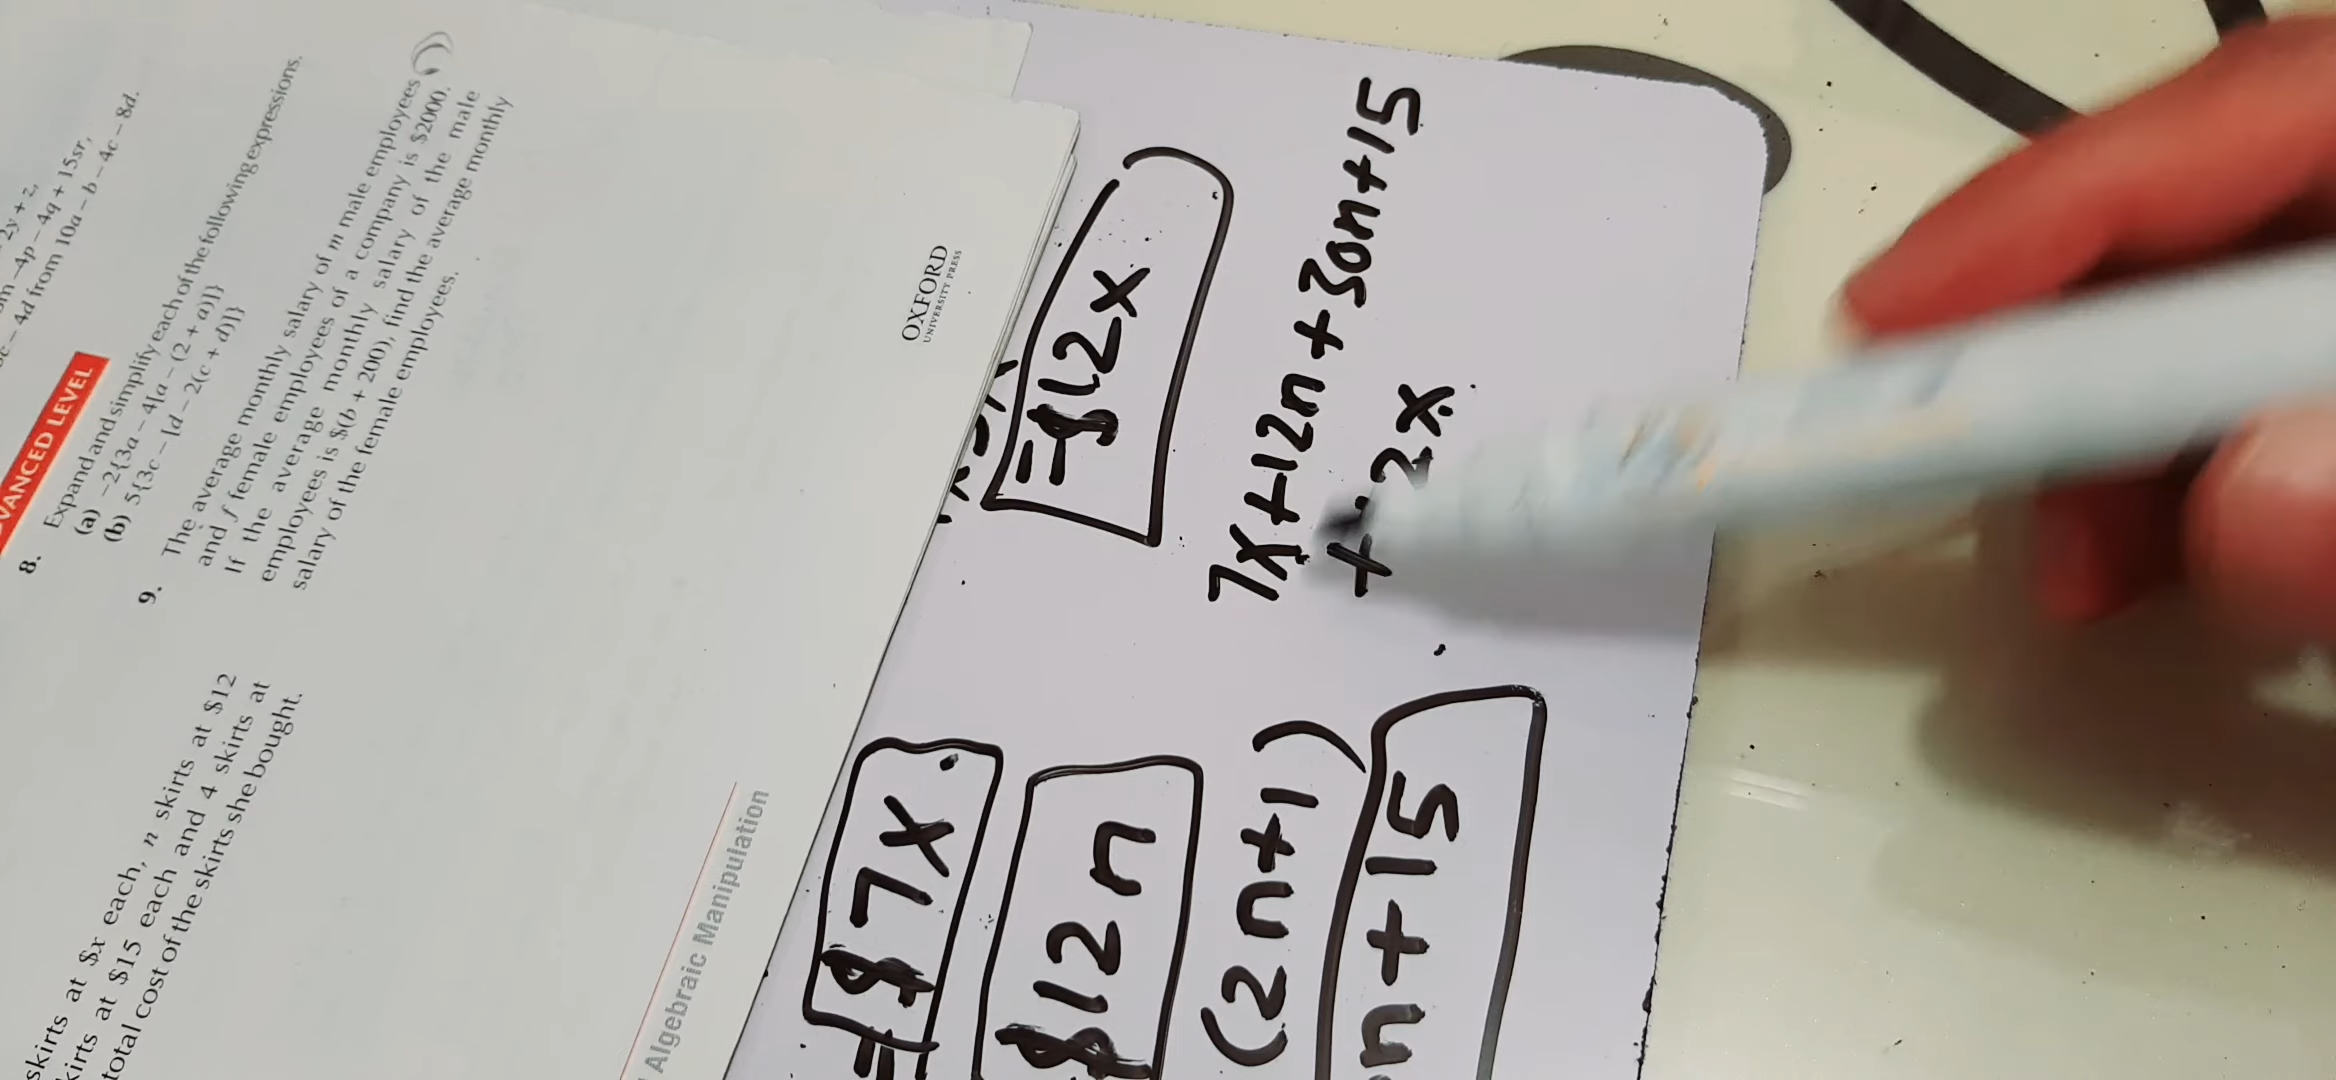 2y + z,
om -4p - 4q + 15sr,
- 4d from 10a - b - 4c - 8d.
VANCED LEVEL
8. Expand and simplify each of the following expressions.
(a) -2{3a - 4[a - (2 + a)]}
(b) 5{3c - [d - 2(c + d)]}
9. The average monthly salary of m male employees
and f female employees of a company is $2000.
If the average monthly salary of the male
employees is $(b + 200), find the average monthly
salary of the female employees.
skirts at $x each, n skirts at $12
kirts at $15 each and 4 skirts at
total cost of the skirts she bought.
OXFORD
UNIVERSITY PRESS
Algebraic Manipulation
=$7x
$12n
(2n+1)
n+15
=$12x
7x+12n+30n+15
+ 2x